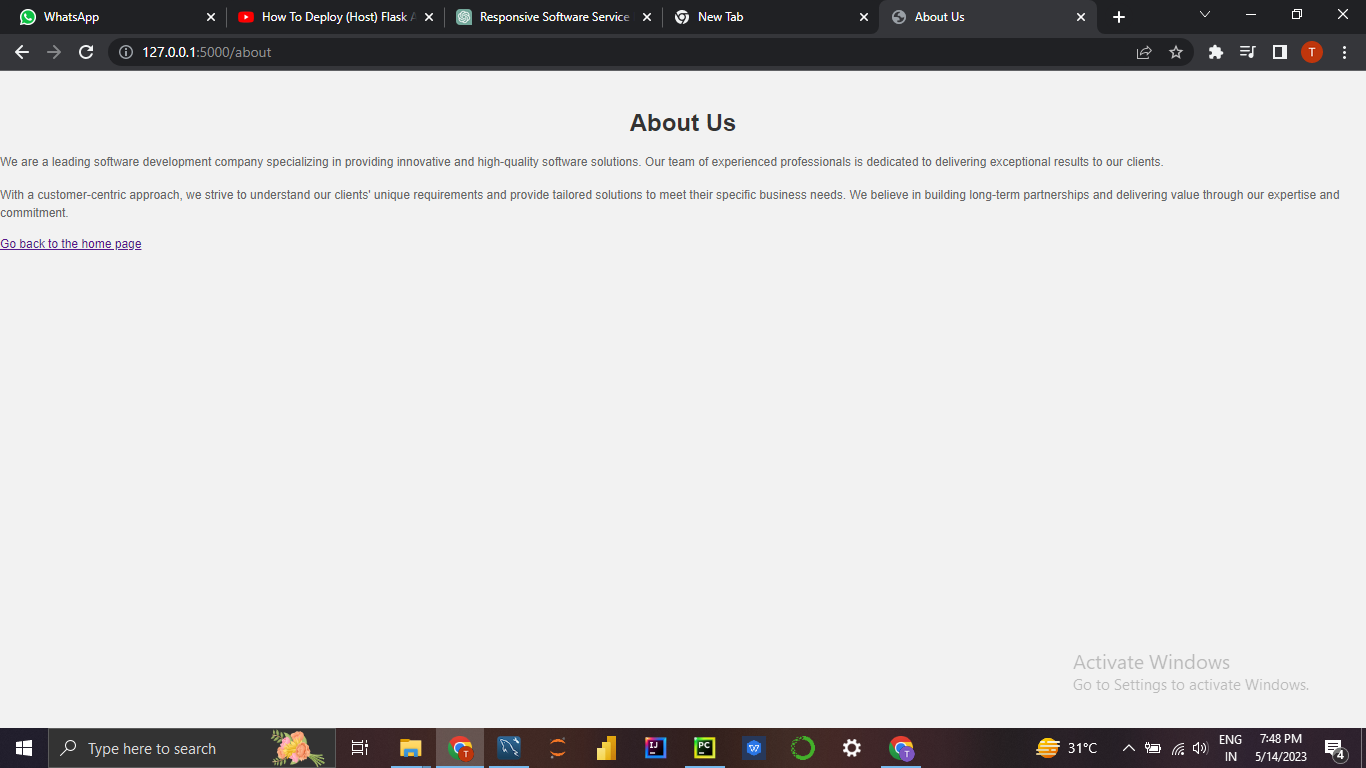 WhatsApp
How To Deploy (Host) Flask A
Responsive Software Service
New Tab
About Us
127.0.0.1:5000/about
T
About Us
We are a leading software development company specializing in providing innovative and high-quality software solutions. Our team of experienced professionals is dedicated to delivering exceptional results to our clients.
With a customer-centric approach, we strive to understand our clients' unique requirements and provide tailored solutions to meet their specific business needs. We believe in building long-term partnerships and delivering value through our expertise and
commitment.
Go back to the home page
Activate Windows
Go to Settings to activate Windows.
Type here to search
T
IJ
PC
W
T
31°C
ENG
IN
7:48 PM
5/14/2023
4